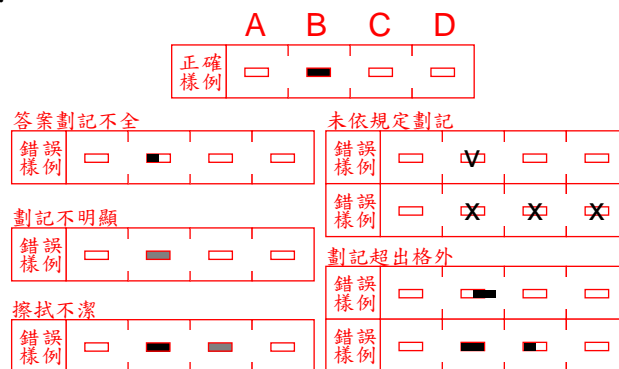 A B C D
正確樣例
答案劃記不全
錯誤樣例
未依規定劃記
錯誤樣例 V
錯誤樣例 X X X
劃記不明顯
錯誤樣例
劃記超出格外
錯誤樣例
擦拭不潔
錯誤樣例
錯誤樣例